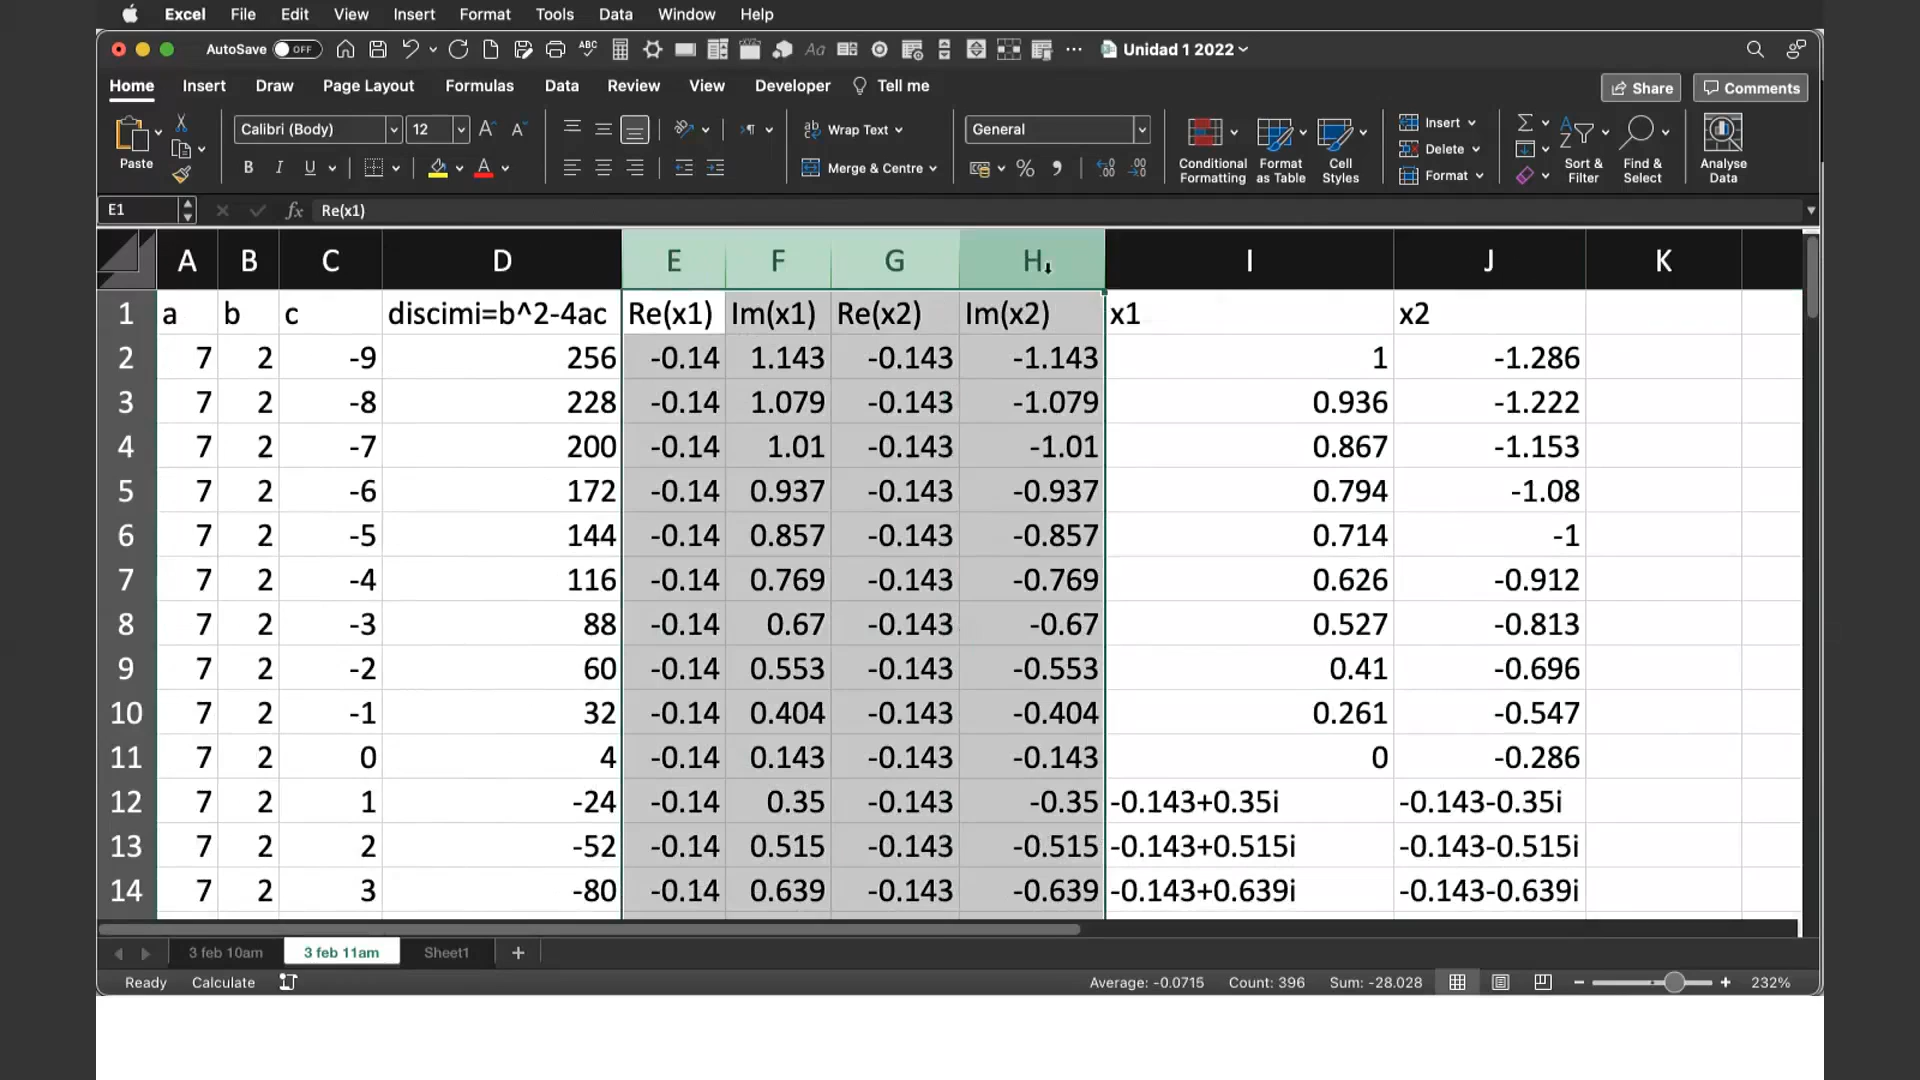 Excel File Edit View Insert Format Tools Data Window Help
AutoSave OFF ABC Aa ... Unidad 1 2022
Home Insert Draw Page Layout Formulas Data Review View Developer Tell me Share Comments
Paste Calibri (Body) 12 A A Wrap Text General Conditional Formatting Format as Table Cell Styles Insert Sort & Filter Find & Select Analyse Data
Delete
B I U A Merge & Centre % Format
E1 fx Re(x1)
A B C D E F G H I J K
1 a b c discimi=b^2-4ac Re(x1) Im(x1) Re(x2) Im(x2) x1 x2
2 7 2 -9 256 -0.14 1.143 -0.143 -1.143 1 -1.286
3 7 2 -8 228 -0.14 1.079 -0.143 -1.079 0.936 -1.222
4 7 2 -7 200 -0.14 1.01 -0.143 -1.01 0.867 -1.153
5 7 2 -6 172 -0.14 0.937 -0.143 -0.937 0.794 -1.08
6 7 2 -5 144 -0.14 0.857 -0.143 -0.857 0.714 -1
7 7 2 -4 116 -0.14 0.769 -0.143 -0.769 0.626 -0.912
8 7 2 -3 88 -0.14 0.67 -0.143 -0.67 0.527 -0.813
9 7 2 -2 60 -0.14 0.553 -0.143 -0.553 0.41 -0.696
10 7 2 -1 32 -0.14 0.404 -0.143 -0.404 0.261 -0.547
11 7 2 0 4 -0.14 0.143 -0.143 -0.143 0 -0.286
12 7 2 1 -24 -0.14 0.35 -0.143 -0.35 -0.143+0.35i -0.143-0.35i
13 7 2 2 -52 -0.14 0.515 -0.143 -0.515 -0.143+0.515i -0.143-0.515i
14 7 2 3 -80 -0.14 0.639 -0.143 -0.639 -0.143+0.639i -0.143-0.639i
3 feb 10am 3 feb 11am Sheet1 +
Ready Calculate Average: -0.0715 Count: 396 Sum: -28.028 - + 232%